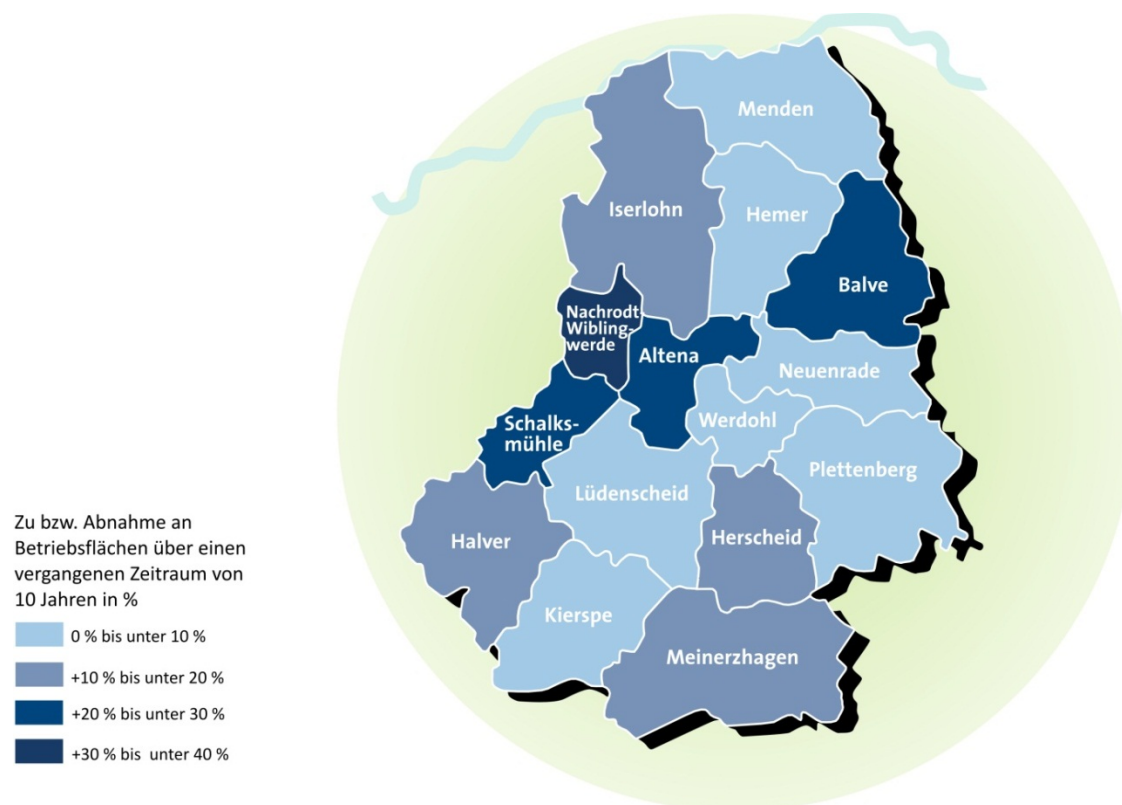 Menden
Iserlohn
Hemer
Balve
Nachrodt-
Wibling-
werde
Altena
Neuenrade
Schalks-
mühle
Werdohl
Plettenberg
Lüdenscheid
Halver
Herscheid
Kierspe
Meinerzhagen
Zu bzw. Abnahme an
Betriebsflächen über einen
vergangenen Zeitraum von
10 Jahren in %
0 % bis unter 10 %
+10 % bis unter 20 %
+20 % bis unter 30 %
+30 % bis unter 40 %